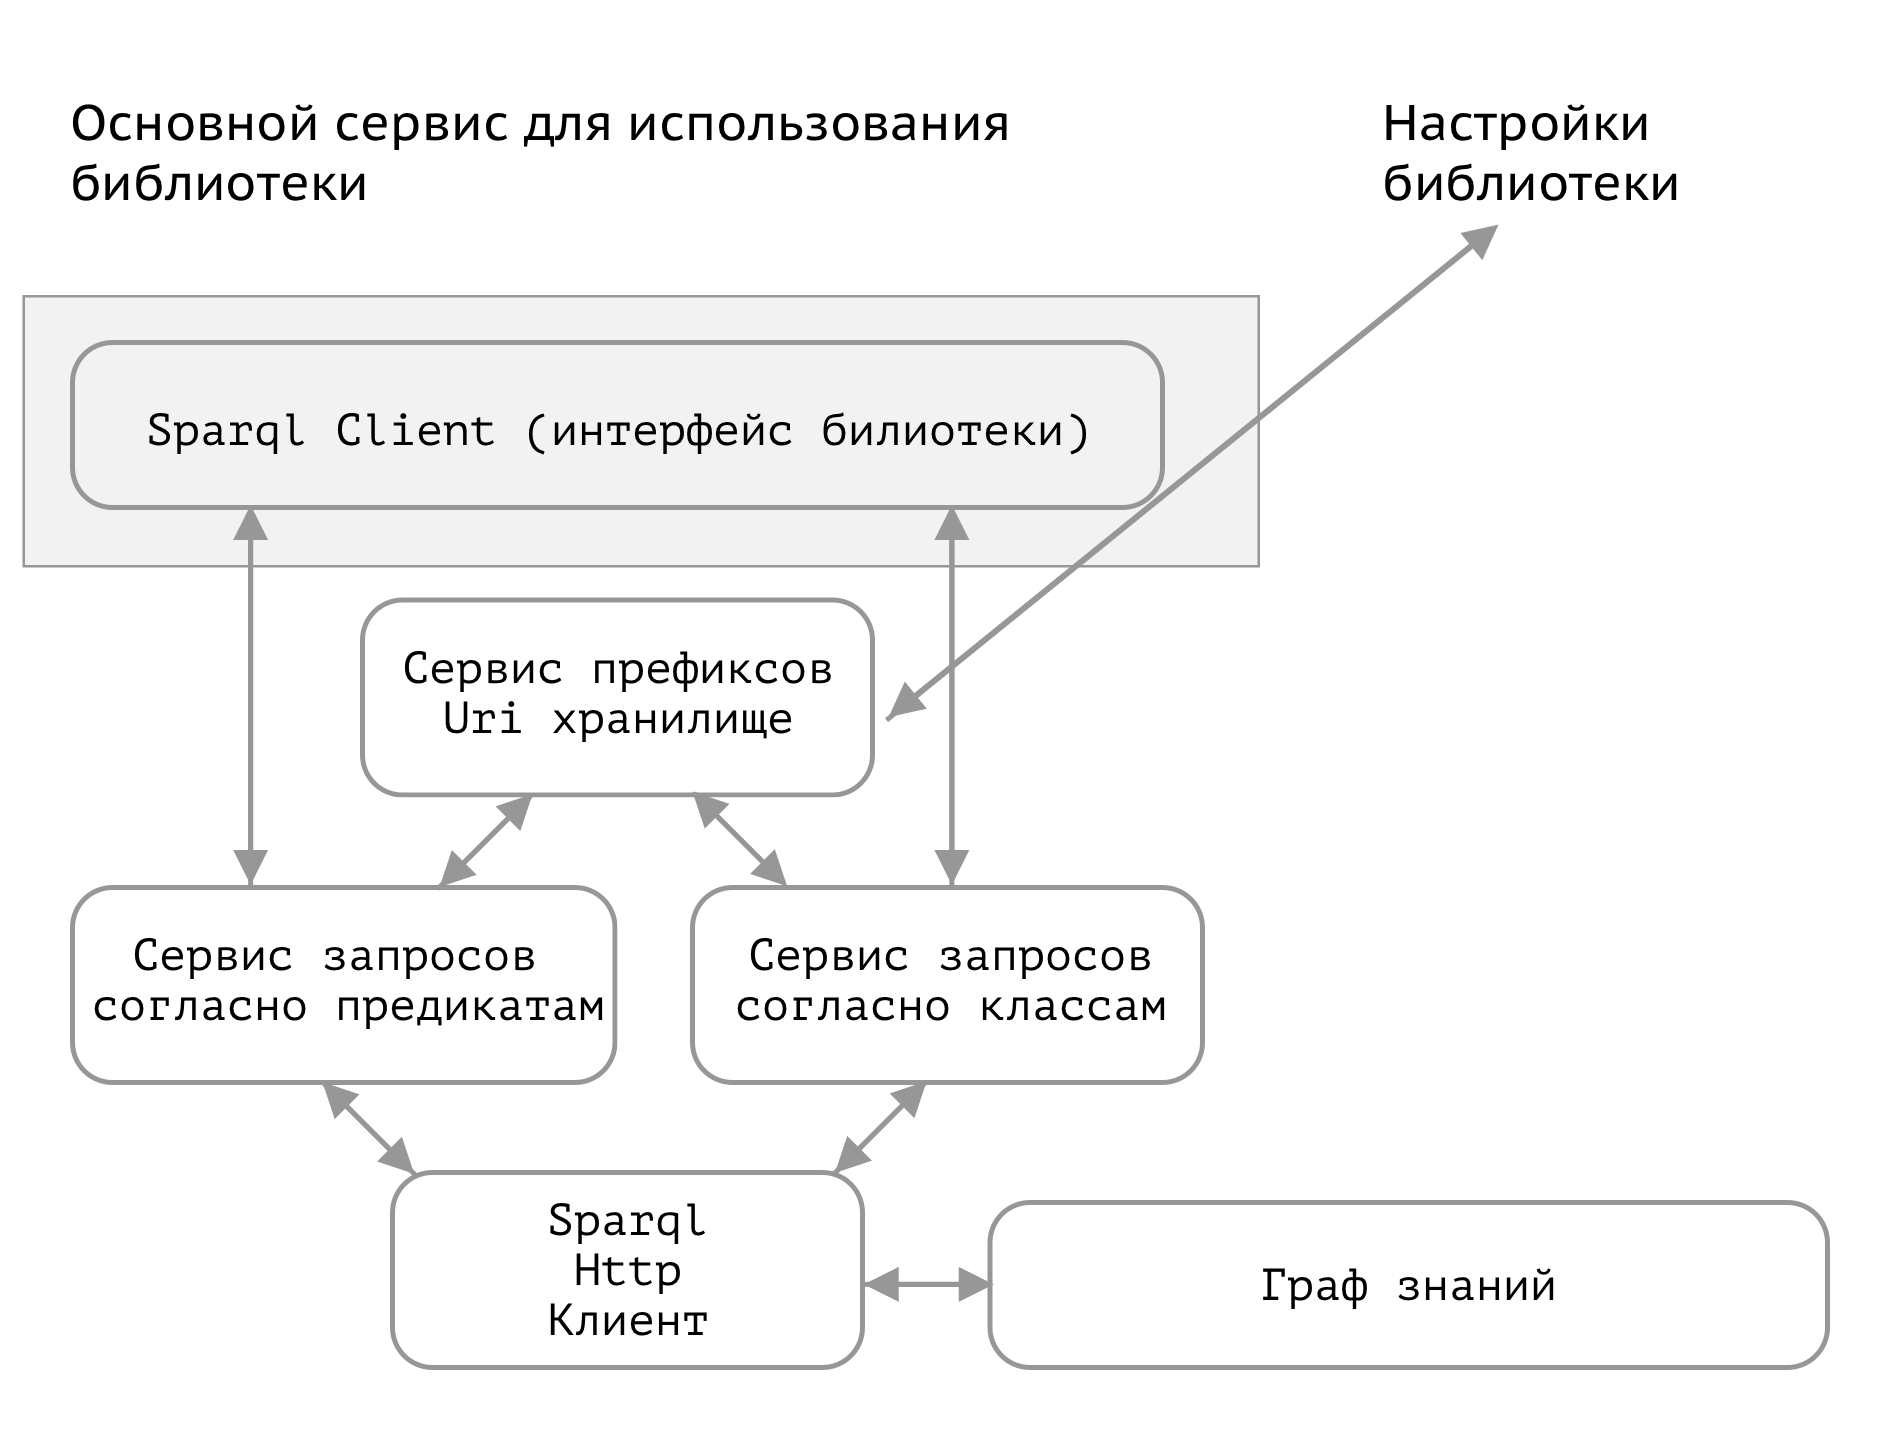 Основной сервис для использования
библиотеки
Настройки
библиотеки
Sparql Client (интерфейс билиотеки)
Сервис префиксов
Uri хранилище
Сервис запросов
согласно предикатам
Сервис запросов
согласно классам
Sparql
Http
Клиент
Граф знаний